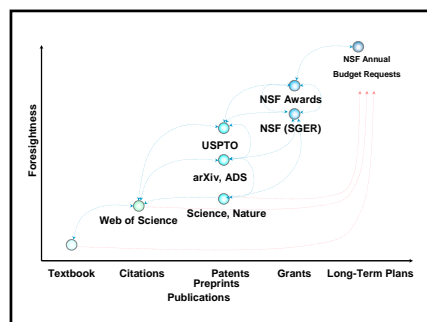 NSF Annual
Budget Requests
NSF Awards
NSF (SGER)
USPTO
arXiv, ADS
Web of Science
Science, Nature
Foresightness
Textbook Citations Patents Grants Long-Term Plans
Preprints
Publications